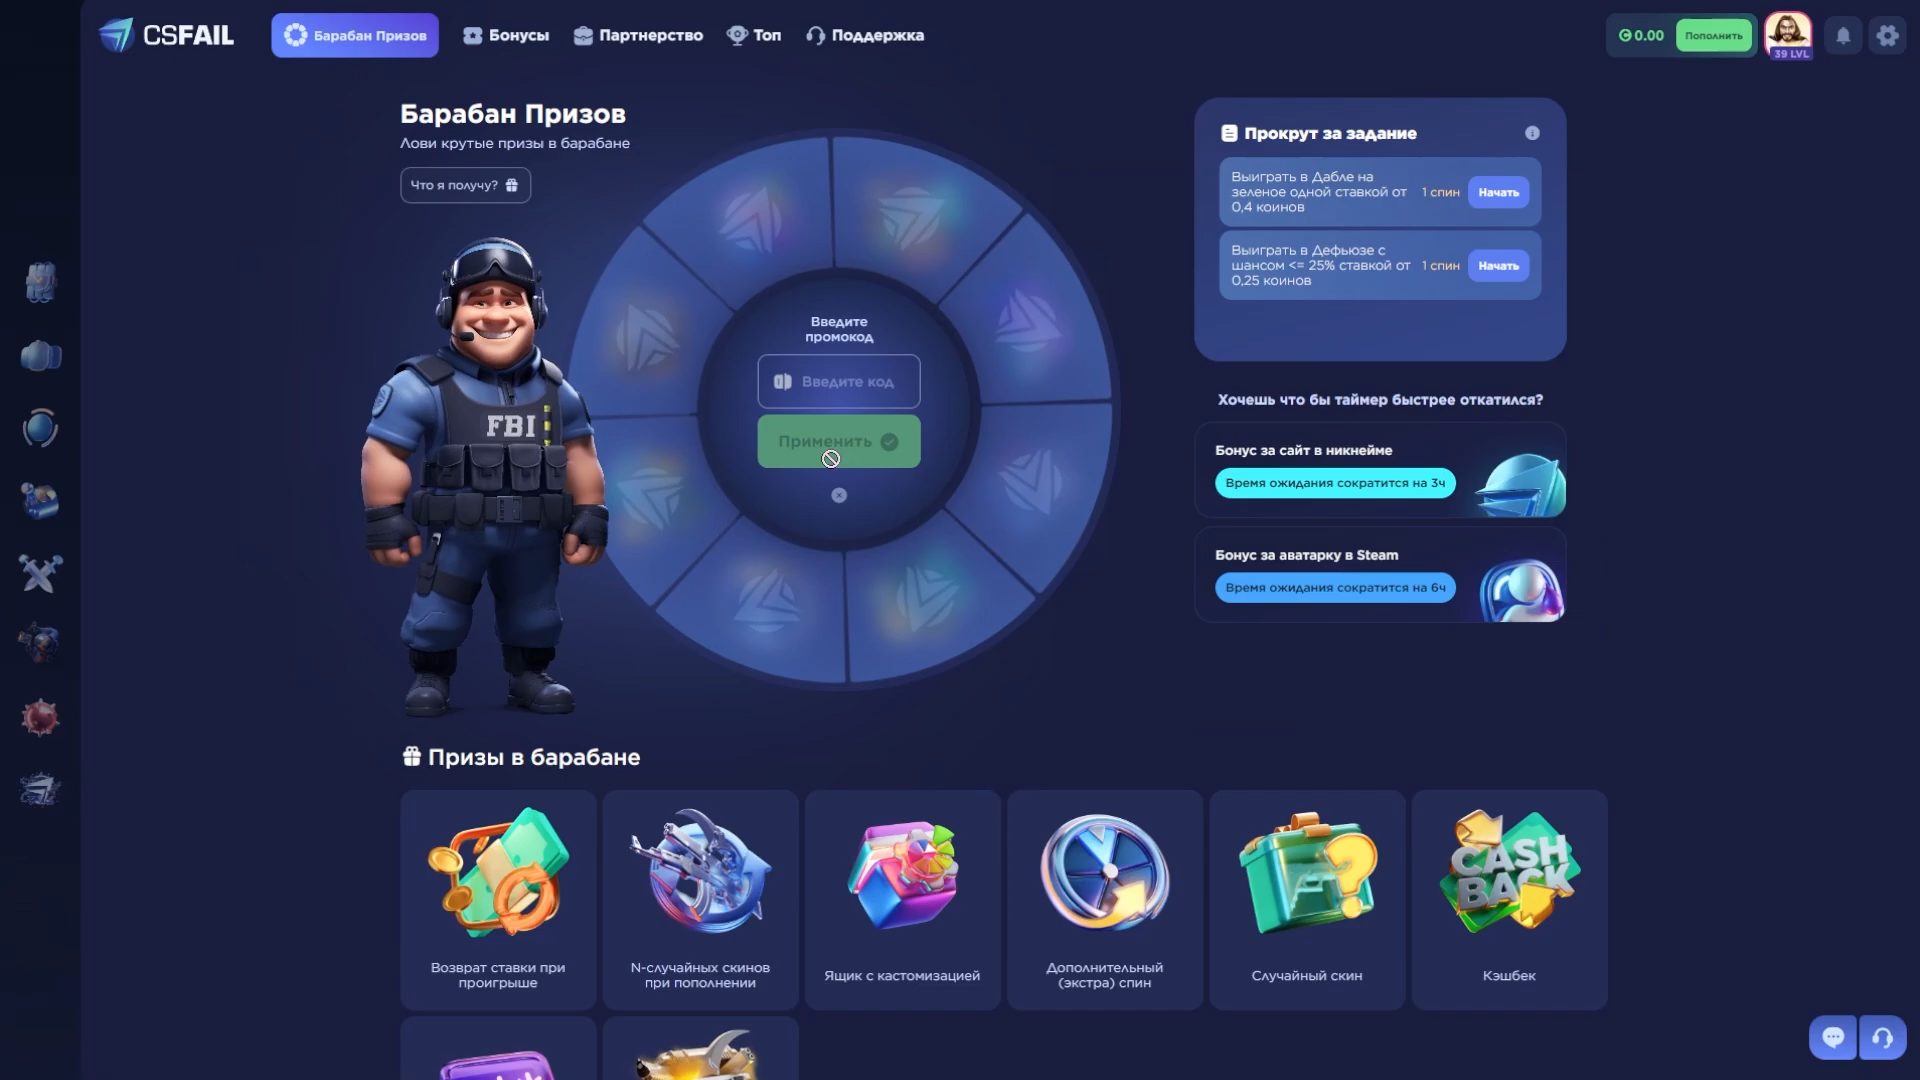 CSFAIL
Барабан Призов
Бонусы
Партнерство
Топ
Поддержка
0.00
Пополнить
39 LVL
Барабан Призов
Лови крутые призы в барабане
Что я получу?
FBI
Введите
промокод
Введите код
Применить
Прокрут за задание
Выиграть в Дабле на
зеленое одной ставкой от
0,4 коинов
1 спин
Начать
Выиграть в Дефьюзе с
шансом <= 25% ставкой от
0,25 коинов
1 спин
Начать
Хочешь что бы таймер быстрее откатился?
Бонус за сайт в никнейме
Время ожидания сократится на 3ч
Бонус за аватарку в Steam
Время ожидания сократится на 6ч
Призы в барабане
Возврат ставки при
проигрыше
N-случайных скинов
при пополнении
Ящик с кастомизацией
Дополнительный
(экстра) спин
Случайный скин
CASH
BACK
Кэшбек